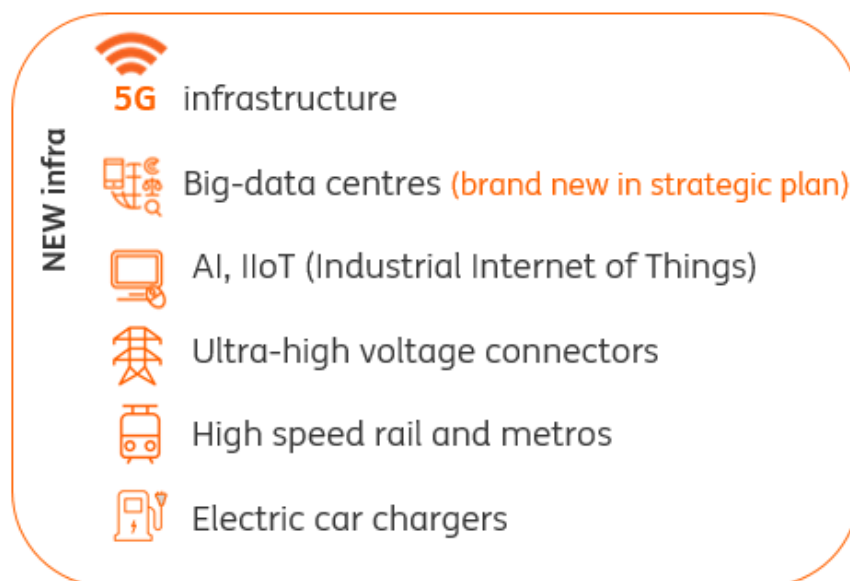 5G infrastructure
NEW infra
Big-data centres (brand new in strategic plan)
AI, IIoT (Industrial Internet of Things)
Ultra-high voltage connectors
High speed rail and metros
Electric car chargers